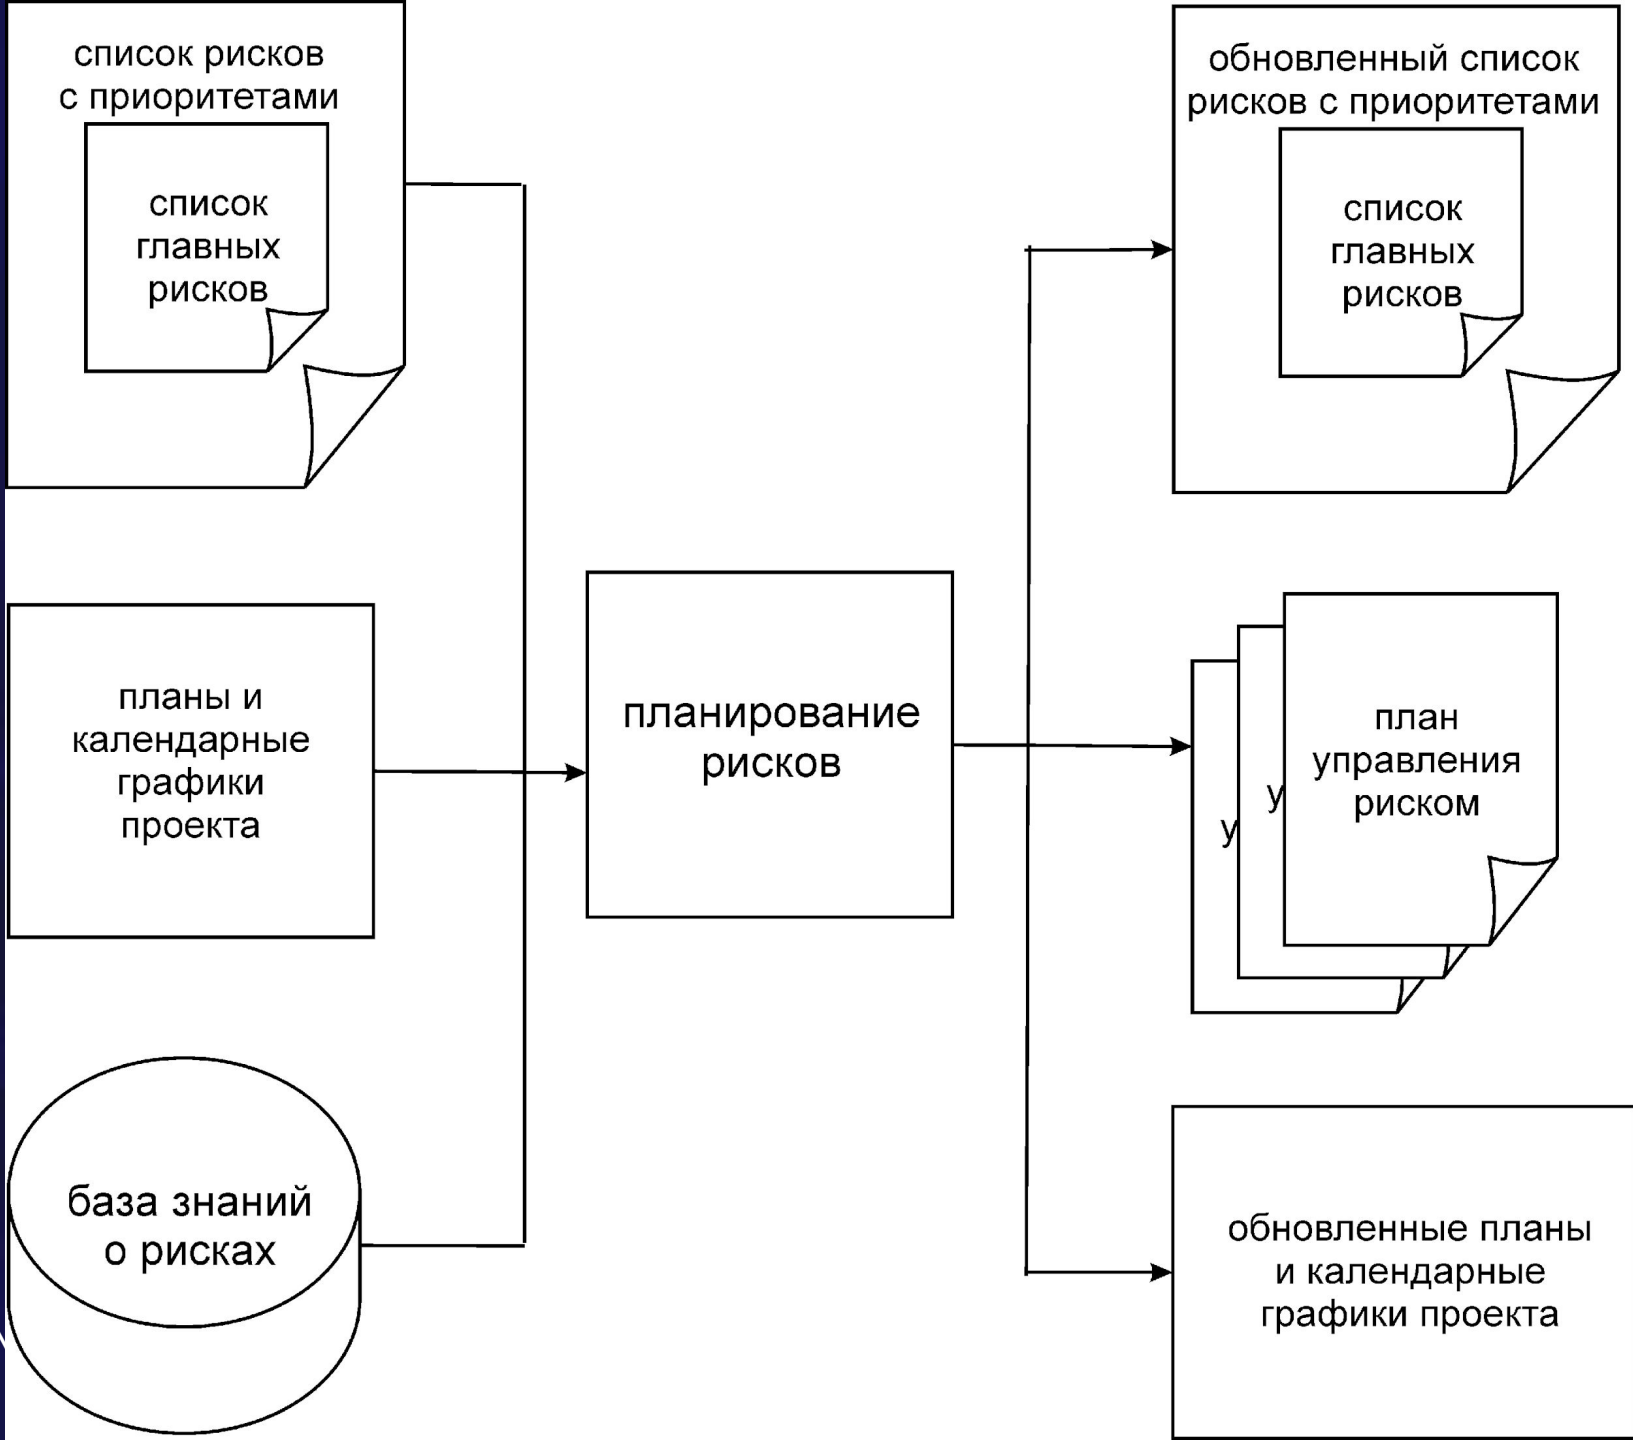 список рисков
с приоритетами
список
главных
рисков
планы и
календарные
графики
проекта
база знаний
о рисках
планирование
рисков
обновленный список
рисков с приоритетами
список
главных
рисков
план
управления
риском
у
у
обновленные планы
и календарные
графики проекта